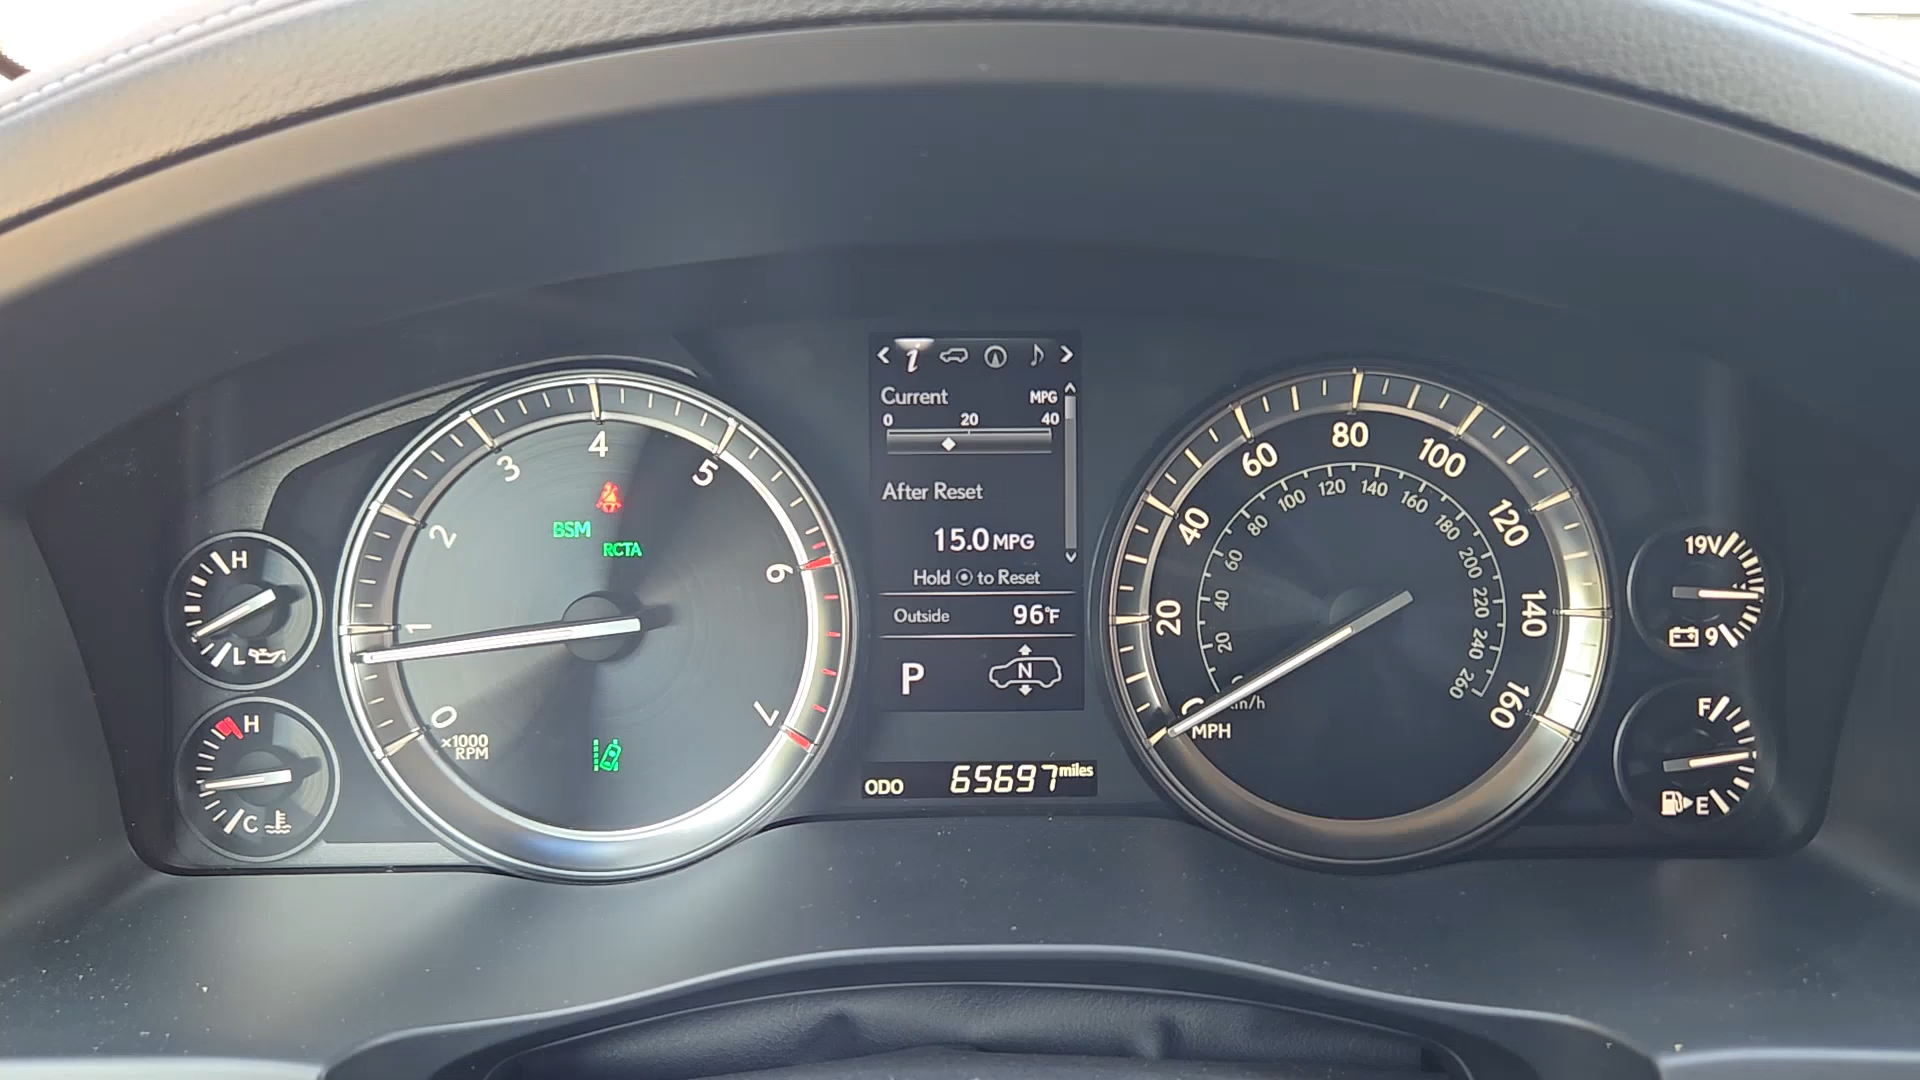 H
L
H
C
0
1
2
3
4
5
6
7
x1000
RPM
BSM
RCTA
i
Current MPG
0 20 40
After Reset
15.0 MPG
Hold to Reset
Outside 96°F
P
N
ODO 65697 miles
20
40
60
80
100
120
140
160
MPH
20
40
60
80
100
120
140
160
180
200
220
240
260
19V
9
F
E